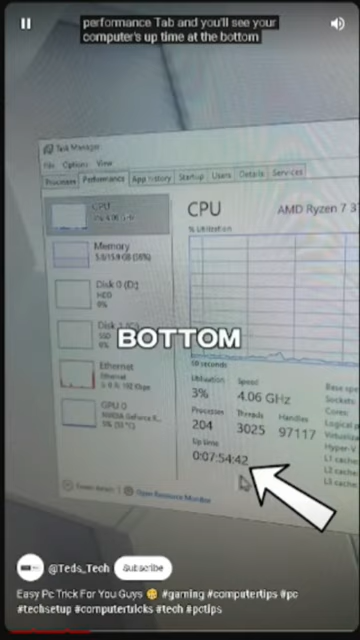 performance Tab and you'll see your
computer's up time at the bottom
Task Manager
File Options View
Processes Performance App history Startup Users Details Services
CPU
Memory
Disk 0 (D:)
HDD
0%
SSD
Ethernet
Ethernet
GPU 0
CPU AMD Ryzen 7
% Utilization
60 seconds
Utilization Speed
3% 4.06 GHz
Processes Threads Handles
204 3025 97117
Up time
0:07:54:42
Base
Sockets:
Cores:
Logical
Hyper-V
L1 cache
L2 cache
L3 cache
Fewer details Open Resource Monitor
BOTTOM
@Teds_Tech Subscribe
Easy Pc Trick For You Guys 😊 #gaming #computertips #pc
#techsetup #computertricks #tech #pctips